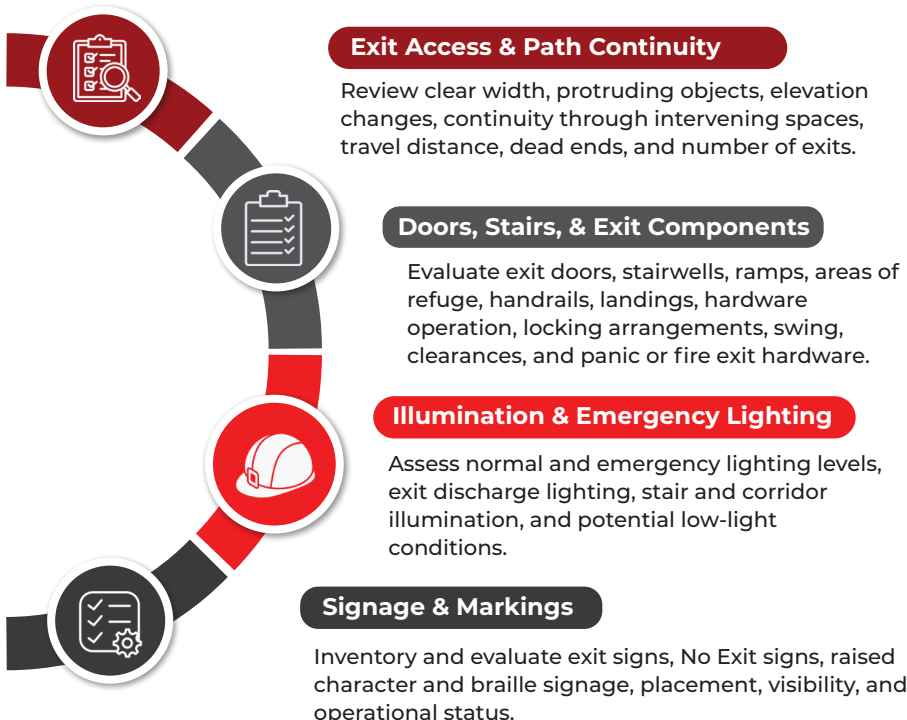 Exit Access & Path Continuity
Review clear width, protruding objects, elevation
changes, continuity through intervening spaces,
travel distance, dead ends, and number of exits.
Doors, Stairs, & Exit Components
Evaluate exit doors, stairwells, ramps, areas of
refuge, handrails, landings, hardware
operation, locking arrangements, swing,
clearances, and panic or fire exit hardware.
Illumination & Emergency Lighting
Assess normal and emergency lighting levels,
exit discharge lighting, stair and corridor
illumination, and potential low-light
conditions.
Signage & Markings
Inventory and evaluate exit signs, No Exit signs, raised
character and braille signage, placement, visibility, and
operational status.